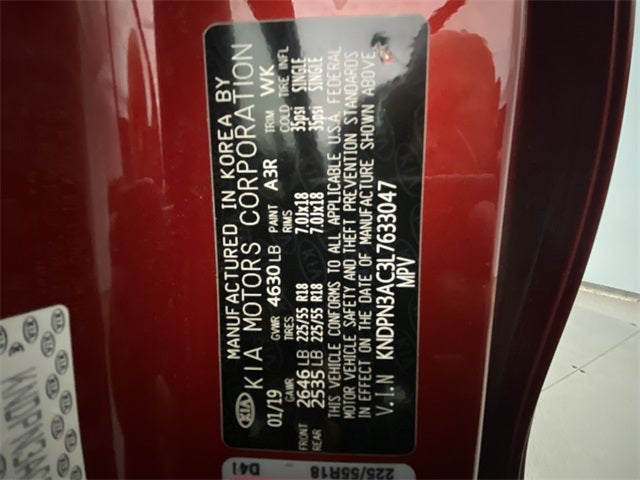 MANUFACTURED IN KOREA BY
KIA KIA MOTORS CORPORATION
01/19 GVWR 4630 LB PAINT A3R TRIM WK
GAWR TIRES RIMS COLD TIRE INFL
FRONT 2646 LB 225/55 R18 7.0Jx18 35psi SINGLE
REAR 2535 LB 225/55 R18 7.0Jx18 35psi SINGLE
THIS VEHICLE CONFORMS TO ALL APPLICABLE U.S.A. FEDERAL
MOTOR VEHICLE SAFETY AND THEFT PREVENTION STANDARDS
IN EFFECT ON THE DATE OF MANUFACTURE SHOWN ABOVE.
V.I.N KNDPN3AC3L7633047
MPV
D41
225/55R18